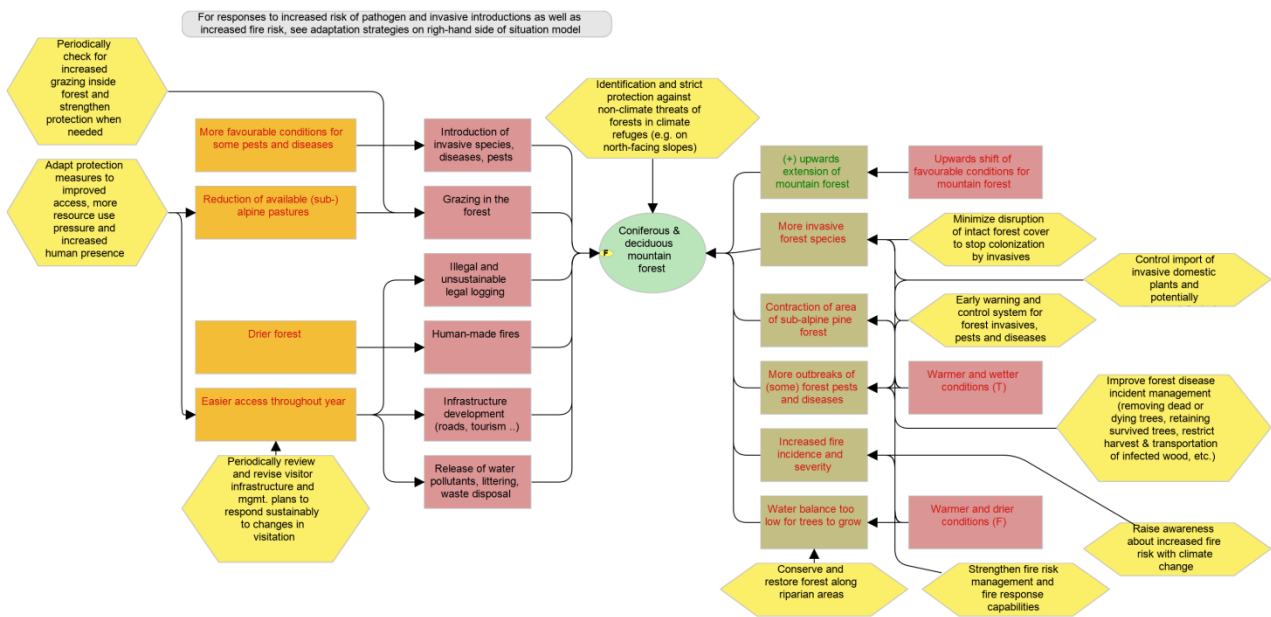 For responses to increased risk of pathogen and invasive introductions as well as
increased fire risk, see adaptation strategies on righ-hand side of situation model
Periodically
check for
increased
grazing inside
forest and
strengthen
protection when
needed
Adapt protection
measures to
improved
access, more
resource use
pressure and
increased
human presence
More favourable conditions for
some pests and diseases
Reduction of available (sub-)
alpine pastures
Drier forest
Easier access throughout year
Periodically review
and revise visitor
infrastructure and
mgmt. plans to
respond sustainably
to changes in
visitation
Introduction of
invasive species,
diseases, pests
Grazing in the
forest
Illegal and
unsustainable
legal logging
Human-made fires
Infrastructure
development
(roads, tourism ..)
Release of water
pollutants, littering,
waste disposal
Identification and strict
protection against
non-climate threats of
forests in climate
refuges (e.g. on
north-facing slopes)
F
Coniferous &
deciduous
mountain
forest
(+) upwards
extension of
mountain forest
More invasive
forest species
Contraction of area
of sub-alpine pine
forest
More outbreaks of
(some) forest pests
and diseases
Increased fire
incidence and
severity
Water balance too
low for trees to grow
Conserve and
restore forest along
riparian areas
Upwards shift of
favourable conditions for
mountain forest
Minimize disruption
of intact forest cover
to stop colonization
by invasives
Control import of
invasive domestic
plants and
potentially
Early warning and
control system for
forest invasives,
pests and diseases
Warmer and wetter
conditions (T)
Improve forest disease
incident management
(removing dead or
dying trees, retaining
survived trees, restrict
harvest & transportation
of infected wood, etc.)
Warmer and drier
conditions (F)
Raise awareness
about increased fire
risk with climate
change
Strengthen fire risk
management and
fire response
capabilities